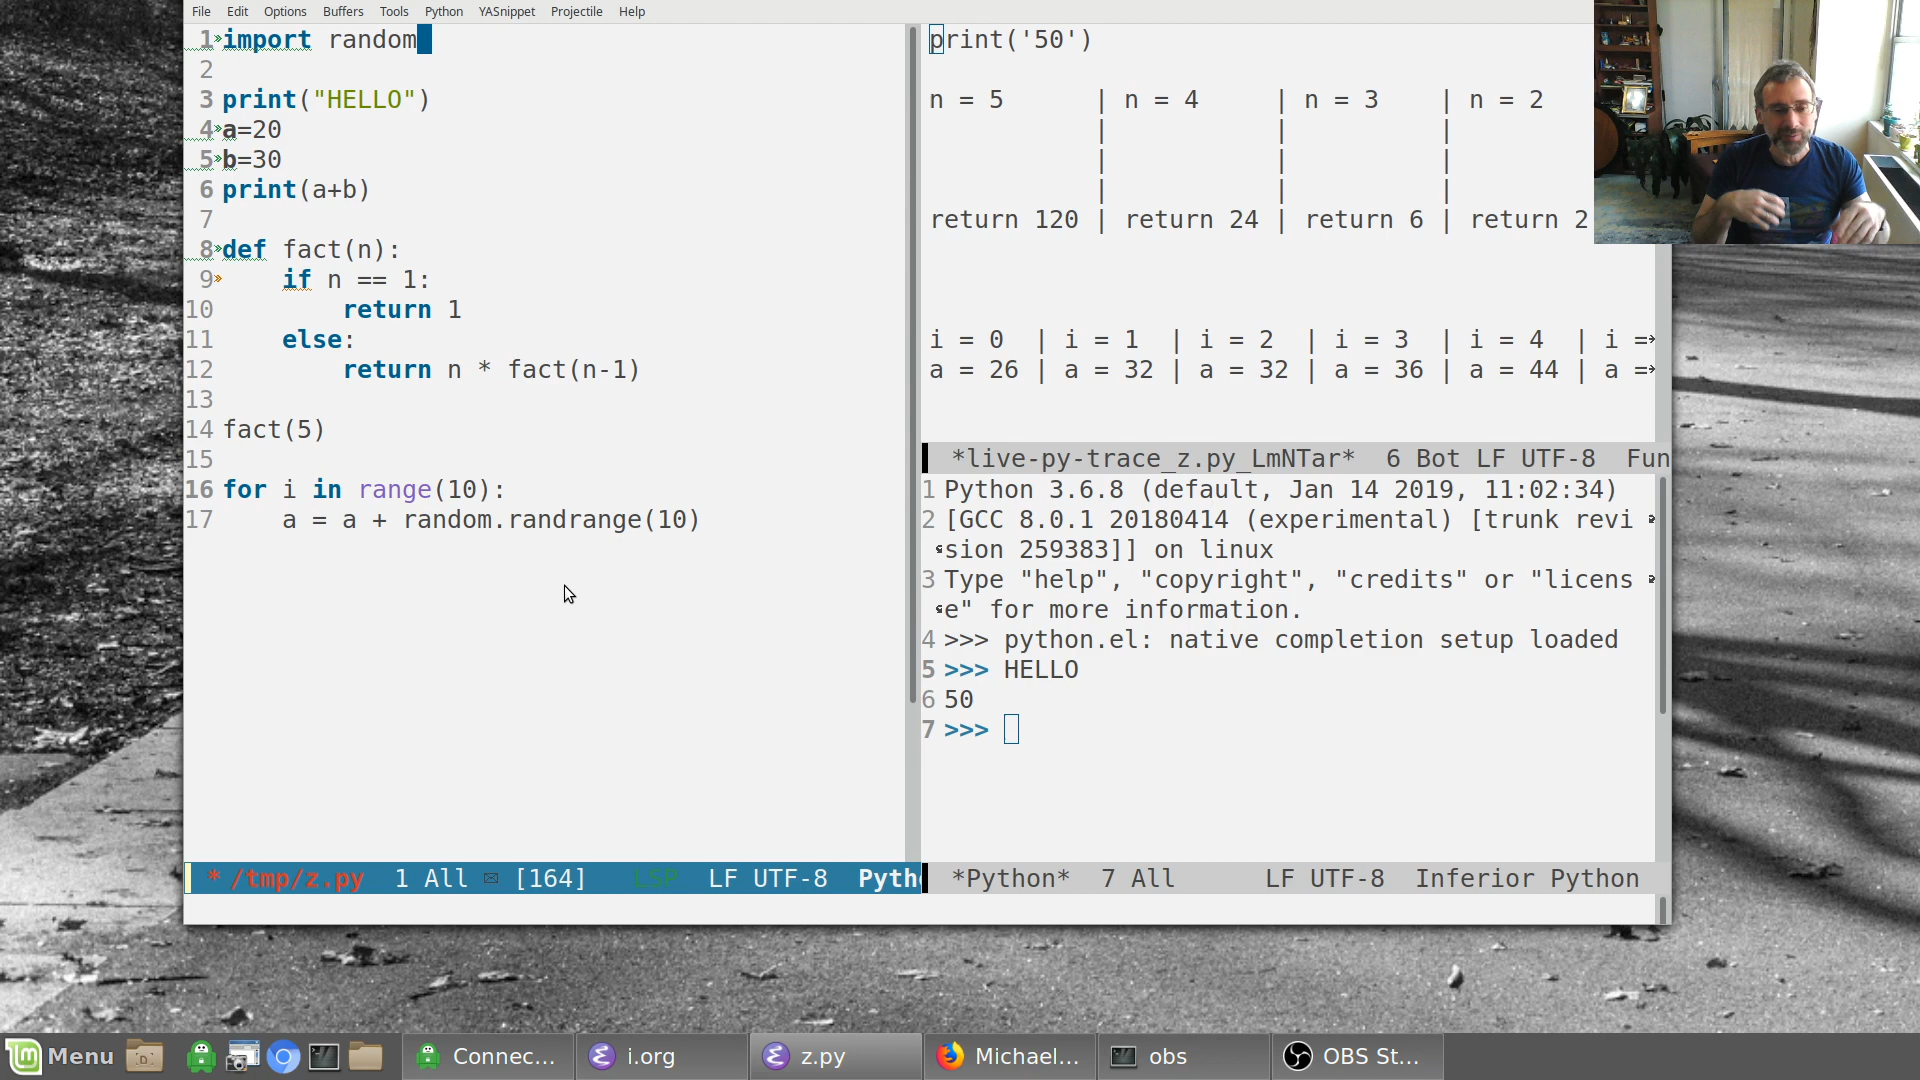 File Edit Options Buffers Tools Python YASnippet Projectile Help
1 import random
2
3 print("HELLO")
4 a=20
5 b=30
6 print(a+b)
7
8 def fact(n):
9 if n == 1:
10 return 1
11 else:
12 return n * fact(n-1)
13
14 fact(5)
15
16 for i in range(10):
17 a = a + random.randrange(10)
* /tmp/z.py 1 All [164] LSP LF UTF-8 Pytho
print('50')
n = 5 | n = 4 | n = 3 | n = 2
| | |
| | |
| | |
return 120 | return 24 | return 6 | return 2
i = 0 | i = 1 | i = 2 | i = 3 | i = 4 | i =
a = 26 | a = 32 | a = 32 | a = 36 | a = 44 | a =
*live-py-trace_z.py_LmNTar* 6 Bot LF UTF-8 Fun
1 Python 3.6.8 (default, Jan 14 2019, 11:02:34)
2 [GCC 8.0.1 20180414 (experimental) [trunk revi
sion 259383]] on linux
3 Type "help", "copyright", "credits" or "licens
e" for more information.
4 >>> python.el: native completion setup loaded
5 >>> HELLO
6 50
7 >>>
*Python* 7 All LF UTF-8 Inferior Python
Menu Connec... i.org z.py Michael... obs OBS St...